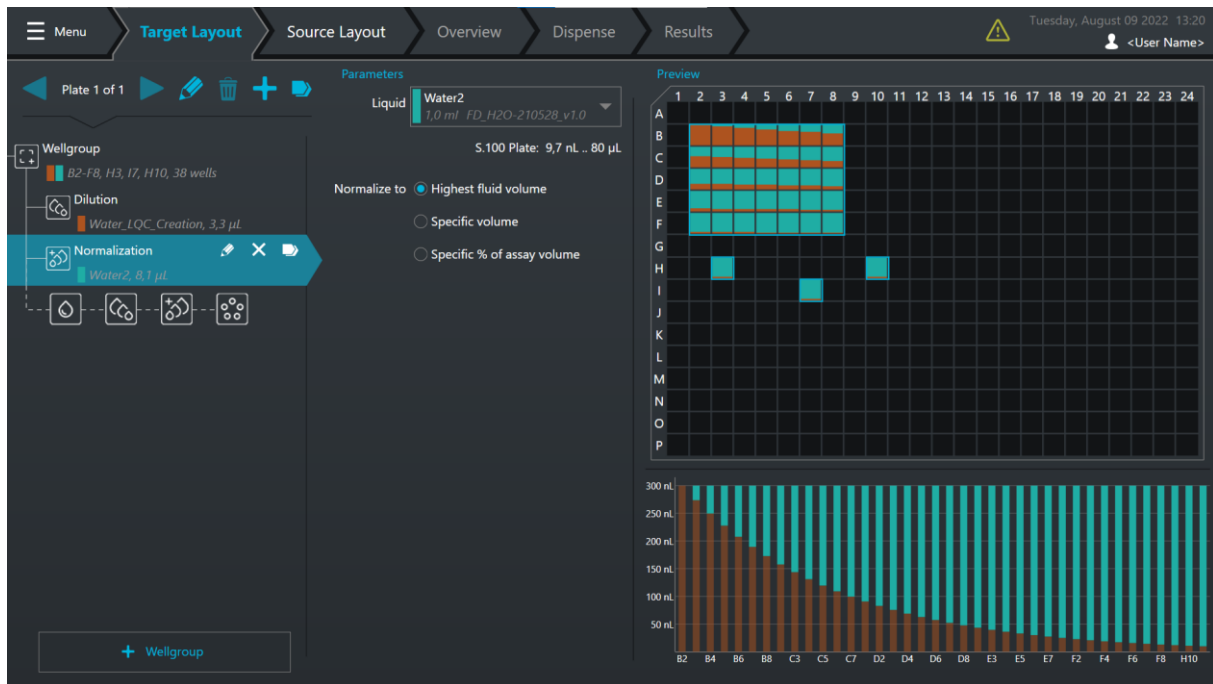 Menu
Target Layout
Source Layout
Overview
Dispense
Results
Tuesday, August 09 2022 13:20
<User Name>
Plate 1 of 1
Wellgroup
B2-F8, H3, I7, H10, 38 wells
Dilution
Water_LQC_Creation, 3,3 µL
Normalization
Water2, 8,1 µL
+ Wellgroup
Parameters
Liquid
Water2
1,0 ml FD_H2O-210528_v1.0
S.100 Plate: 9,7 nL .. 80 µL
Normalize to
Highest fluid volume
Specific volume
Specific % of assay volume
Preview
1 2 3 4 5 6 7 8 9 10 11 12 13 14 15 16 17 18 19 20 21 22 23 24
A
B
C
D
E
F
G
H
I
J
K
L
M
N
O
P
300 nL
250 nL
200 nL
150 nL
100 nL
50 nL
B2 B4 B6 B8 C3 C5 C7 D2 D4 D6 D8 E3 E5 E7 F2 F4 F6 F8 H10